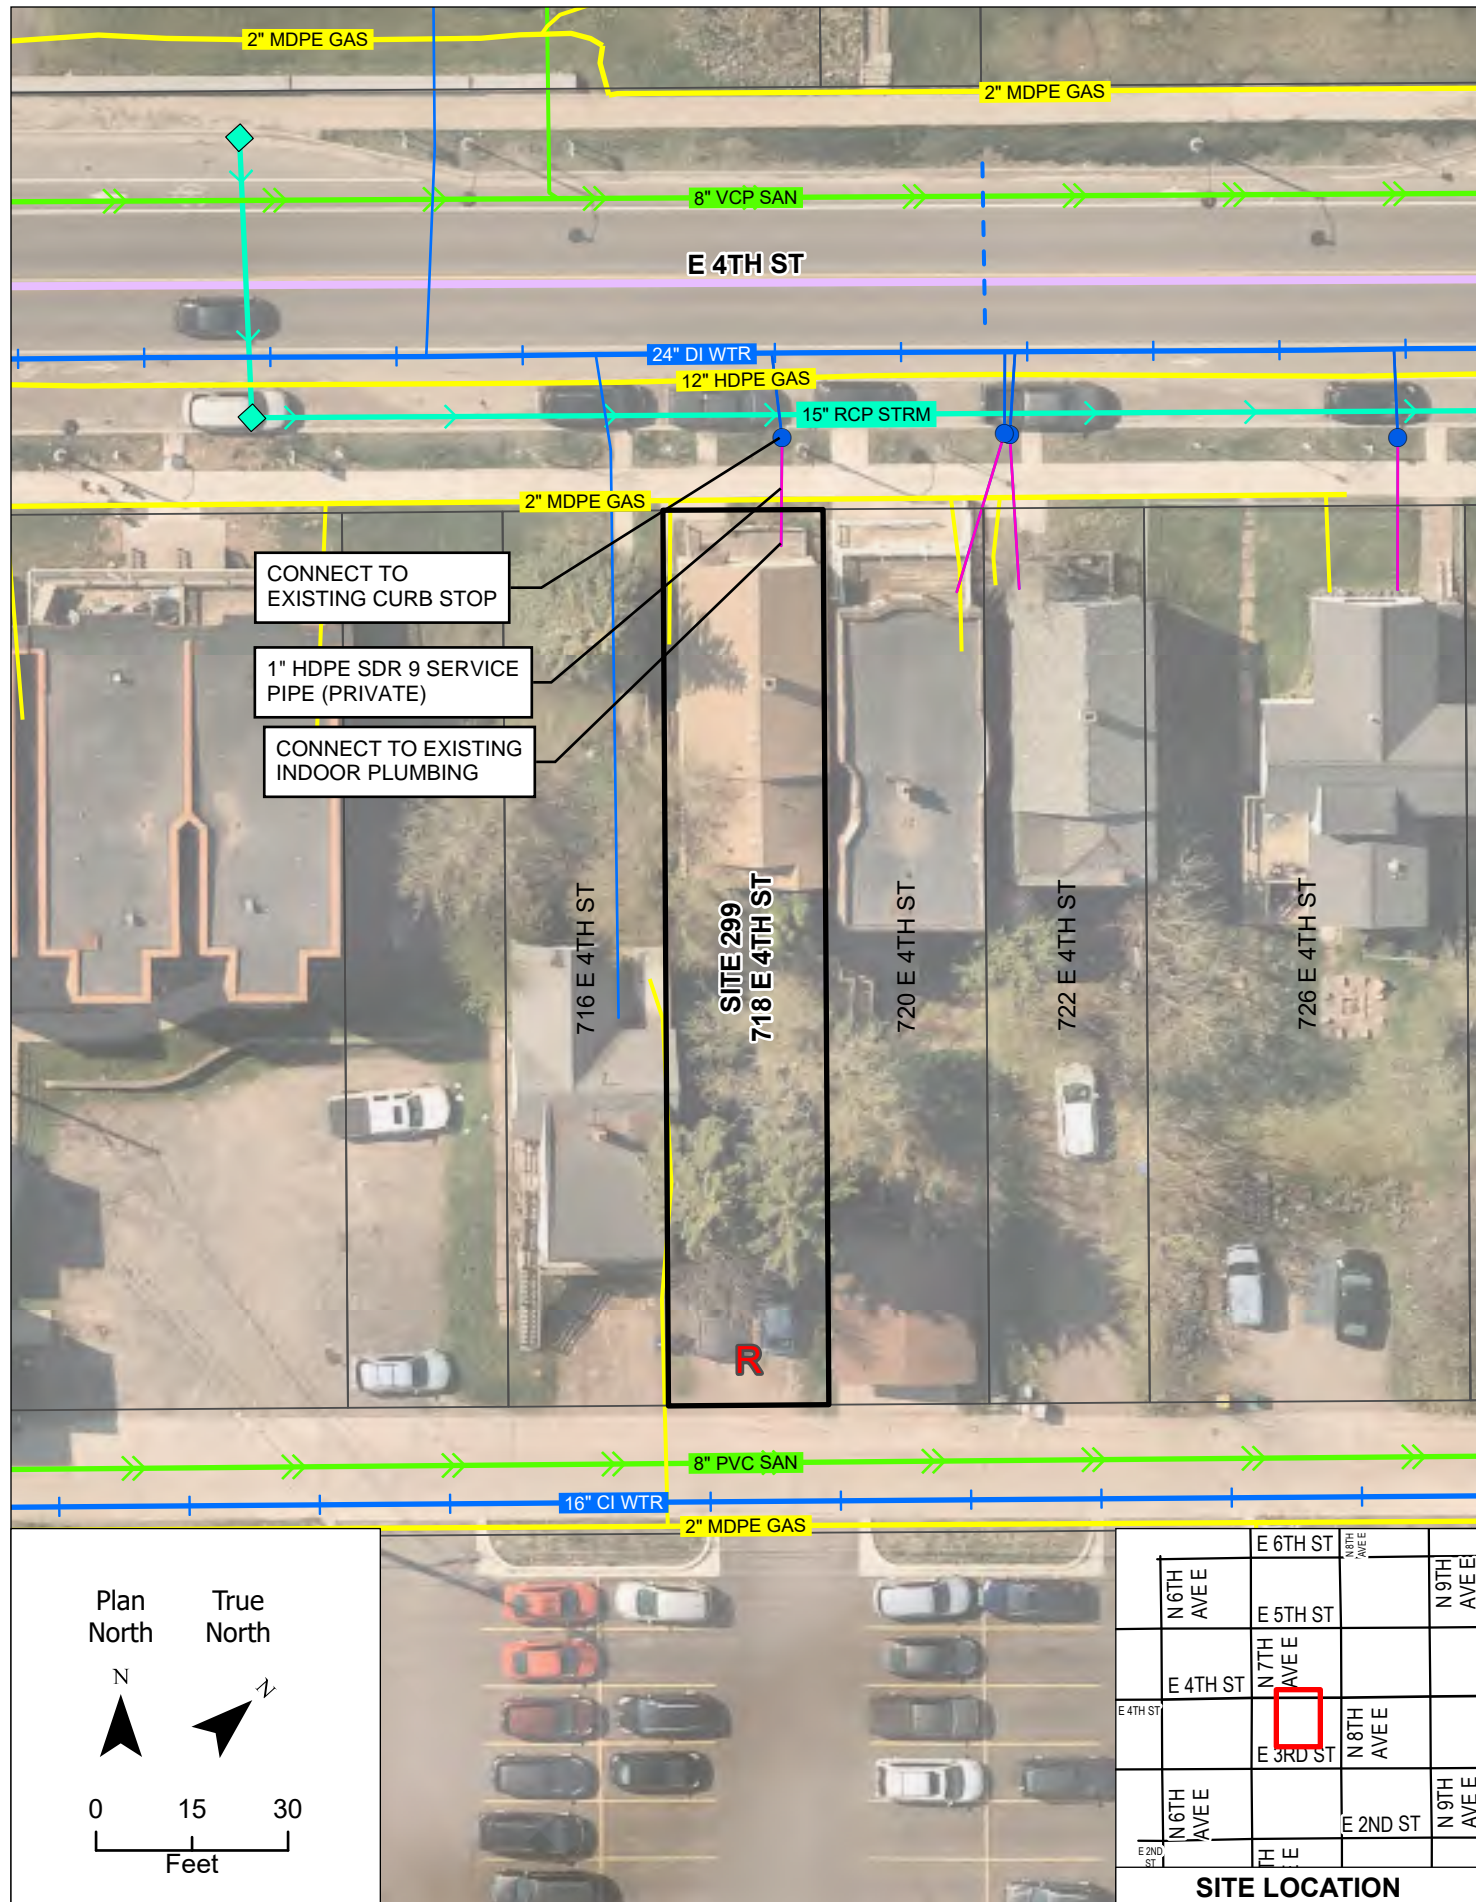 2" MDPE GAS
2" MDPE GAS
8" VCP SAN
E 4TH ST
24" DI WTR
12" HDPE GAS
15" RCP STRM
2" MDPE GAS
CONNECT TO
EXISTING CURB STOP
1" HDPE SDR 9 SERVICE
PIPE (PRIVATE)
CONNECT TO EXISTING
INDOOR PLUMBING
716 E 4TH ST
SITE 299
718 E 4TH ST
720 E 4TH ST
722 E 4TH ST
726 E 4TH ST
R
8" PVC SAN
16" CI WTR
2" MDPE GAS
Plan
North
True
North
N
N
0 15 30
Feet
E 6TH ST
N 8TH
AVE E
N 6TH
AVE E
N 9TH
AVE E
E 5TH ST
N 7TH
AVE E
E 4TH ST
E 4TH ST
N 8TH
AVE E
E 3RD ST
N 6TH
AVE E
N 9TH
AVE E
E 2ND ST
E 2ND
ST
TH
E
SITE LOCATION